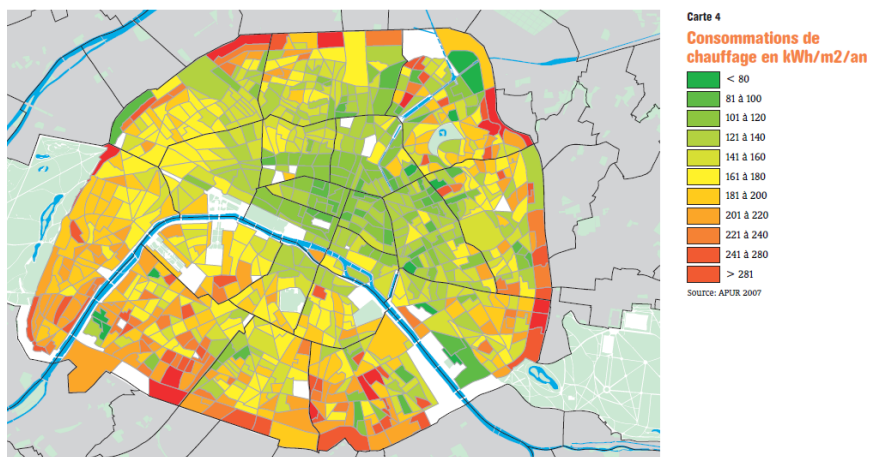 Carte 4
Consommations de
chauffage en kWh/m2/an
< 80
81 à 100
101 à 120
121 à 140
141 à 160
161 à 180
181 à 200
201 à 220
221 à 240
241 à 280
> 281
Source: APUR 2007